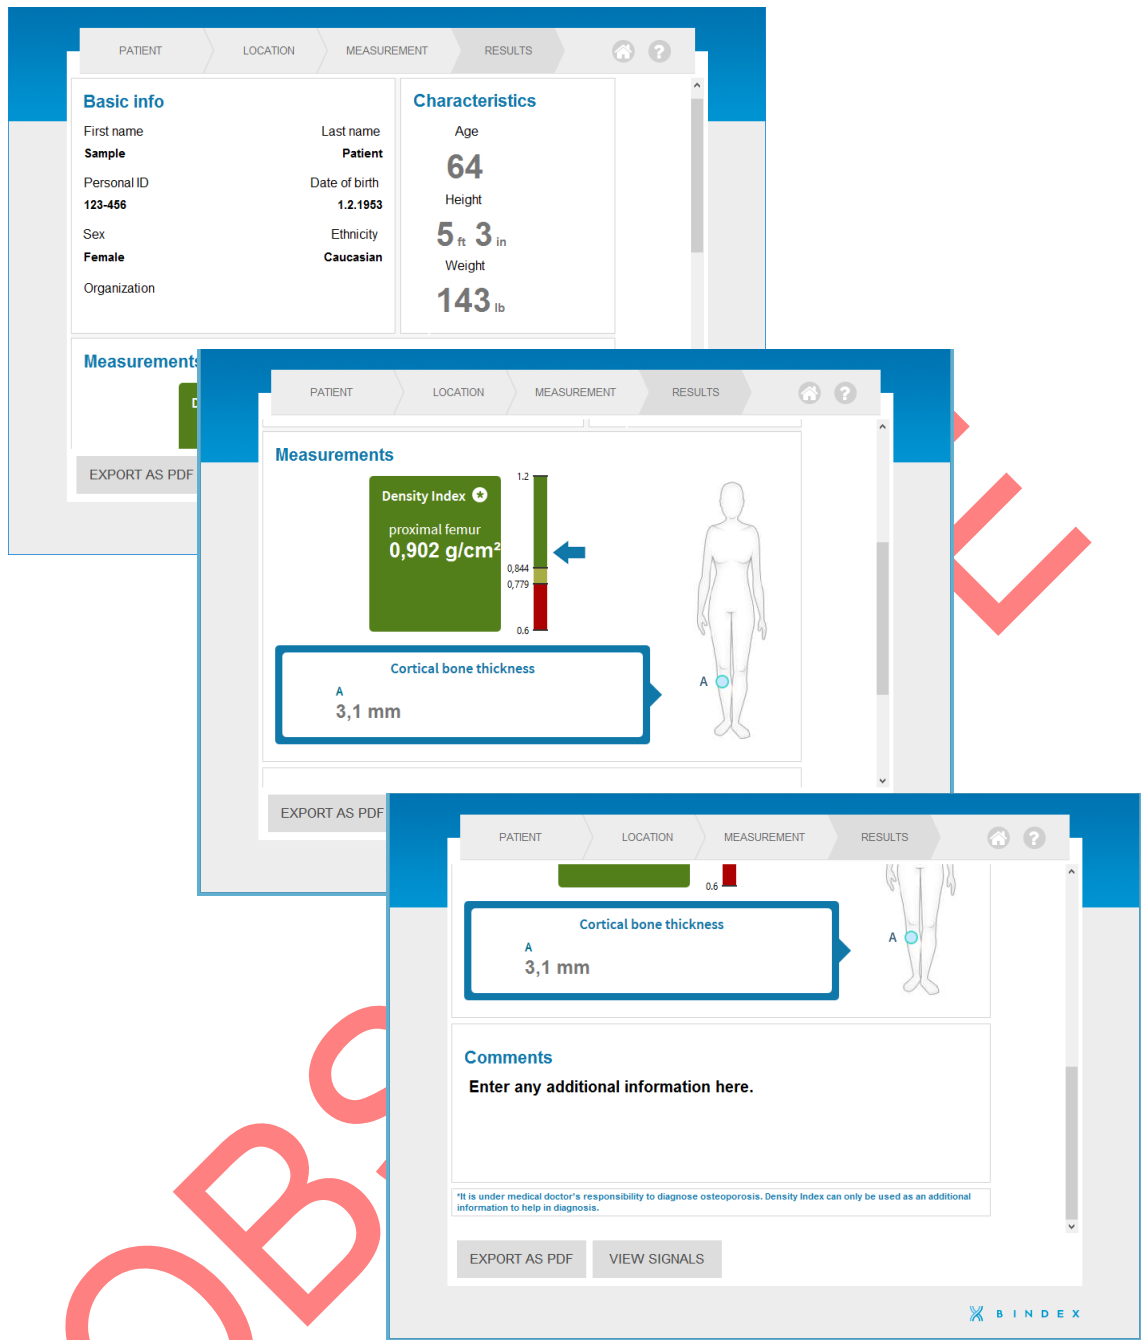 PATIENT LOCATION MEASUREMENT RESULTS ?
Basic info
Characteristics
First name Last name
Sample Patient
Personal ID Date of birth
123-456 1.2.1953
Sex Ethnicity
Female Caucasian
Organization
Age
64
Height
5 ft 3 in
Weight
143 lb
Measurements
D
EXPORT AS PDF
PATIENT LOCATION MEASUREMENT RESULTS ?
Measurements
Density Index
proximal femur
0,902 g/cm²
1.2
0,844
0,779
0.6
Cortical bone thickness
A
3,1 mm
A
EXPORT AS PDF
PATIENT LOCATION MEASUREMENT RESULTS ?
0.6
Cortical bone thickness
A
3,1 mm
A
Comments
Enter any additional information here.
*It is under medical doctor's responsibility to diagnose osteoporosis. Density Index can only be used as an additional
information to help in diagnosis.
EXPORT AS PDF VIEW SIGNALS
BINDEX